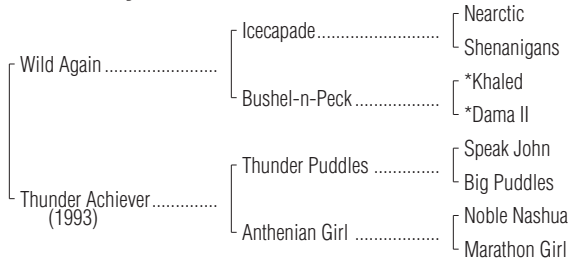 Nearctic
Icecapade..............................
Shenanigans
Wild Again ........................
*Khaled
Bushel-n-Peck ..................
*Dama II
Speak John
Thunder Puddles ..............
Big Puddles
Thunder Achiever..............
(1993)
Noble Nashua
Anthenian Girl ..................
Marathon Girl